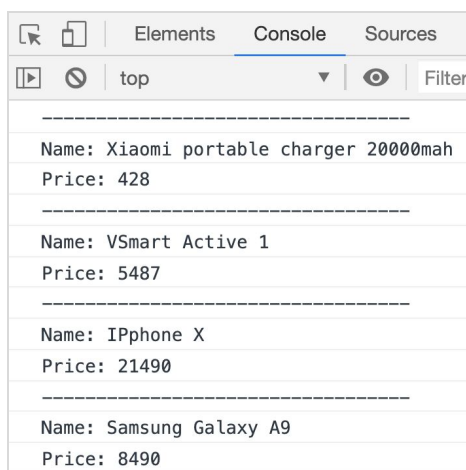 Elements Console Sources
top Filter
----------------------------------
Name: Xiaomi portable charger 20000mah
Price: 428
----------------------------------
Name: VSmart Active 1
Price: 5487
----------------------------------
Name: IPphone X
Price: 21490
----------------------------------
Name: Samsung Galaxy A9
Price: 8490